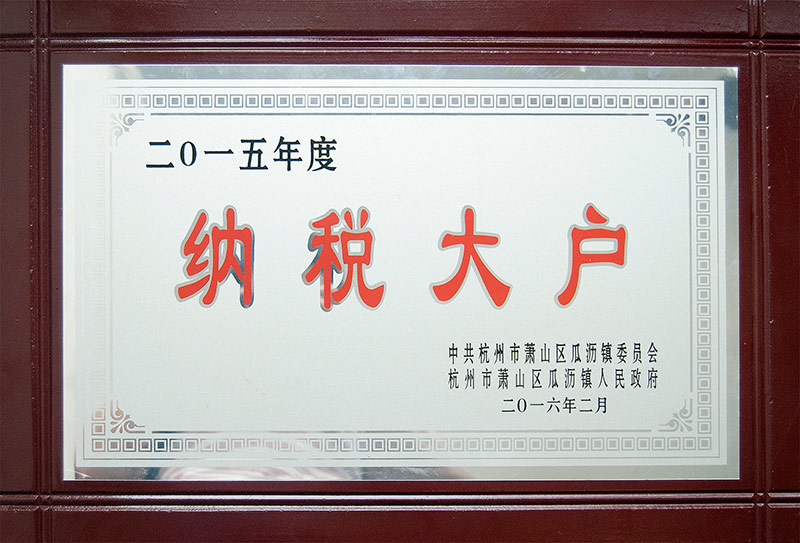 二〇一五年度
纳税大户
中共杭州市萧山区瓜沥镇委员会
杭州市萧山区瓜沥镇人民政府
二〇一六年二月